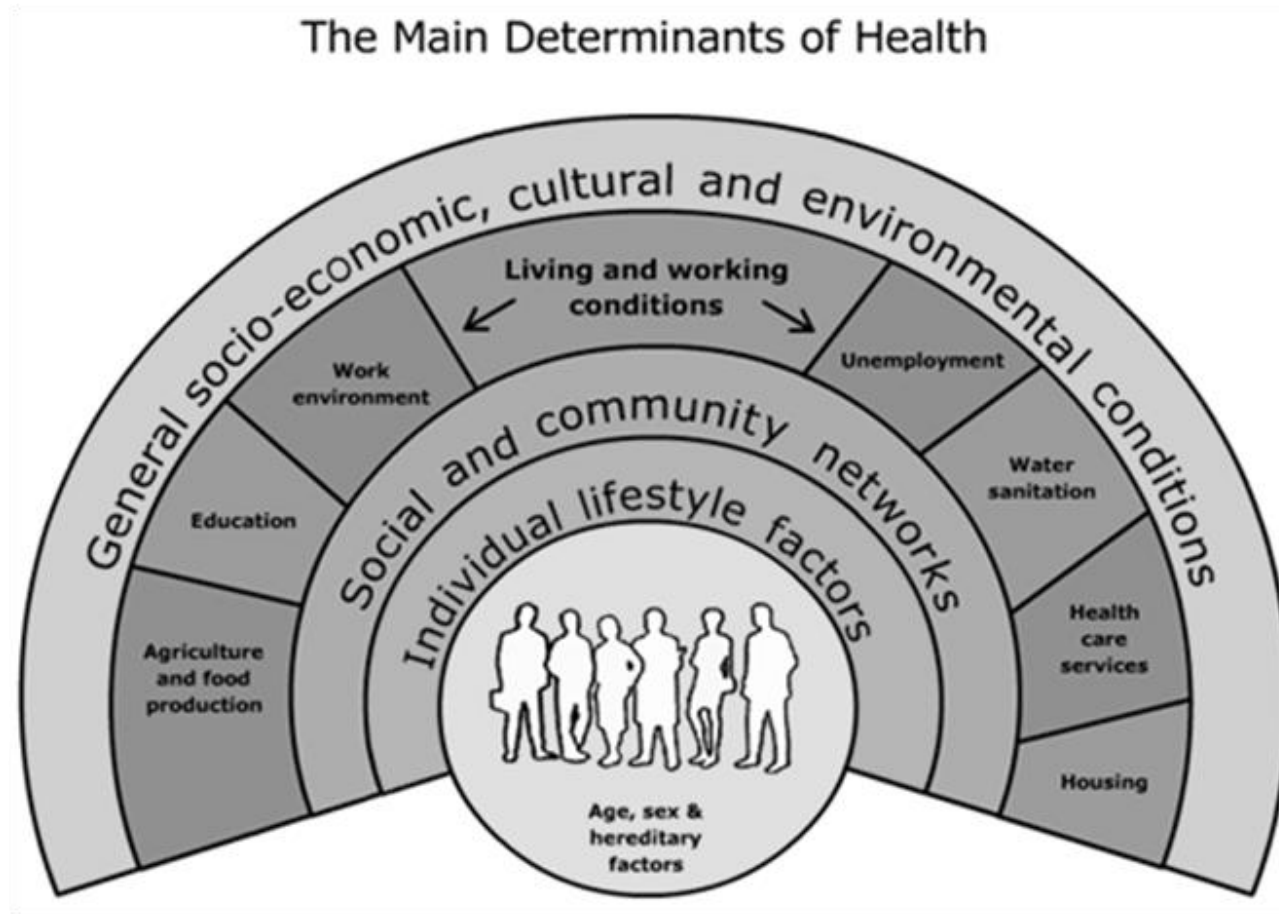 The Main Determinants of Health
General socio-economic, cultural and environmental conditions
Living and working
conditions
Work
environment
Education
Agriculture
and food
production
Unemployment
Water
sanitation
Health
care
services
Housing
Social and community networks
Individual lifestyle factors
Age, sex &
hereditary
factors